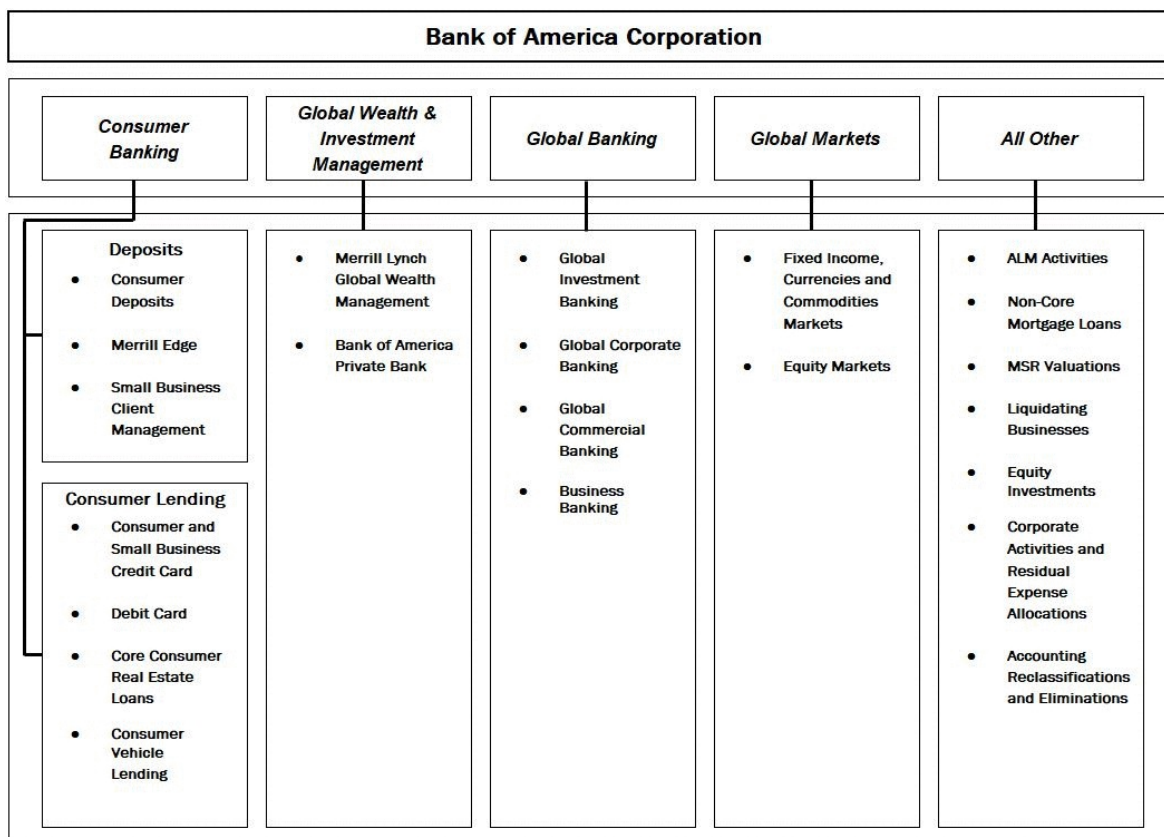 Bank of America Corporation
Consumer
Banking
Global Wealth &
Investment
Management
Global Banking
Global Markets
All Other
Deposits
● Consumer
Deposits
● Merrill Edge
● Small Business
Client
Management
Consumer Lending
● Consumer and
Small Business
Credit Card
● Debit Card
● Core Consumer
Real Estate
Loans
● Consumer
Vehicle
Lending
● Merrill Lynch
Global Wealth
Management
● Bank of America
Private Bank
● Global
Investment
Banking
● Global Corporate
Banking
● Global
Commercial
Banking
● Business
Banking
● Fixed Income,
Currencies and
Commodities
Markets
● Equity Markets
● ALM Activities
● Non-Core
Mortgage Loans
● MSR Valuations
● Liquidating
Businesses
● Equity
Investments
● Corporate
Activities and
Residual
Expense
Allocations
● Accounting
Reclassifications
and Eliminations